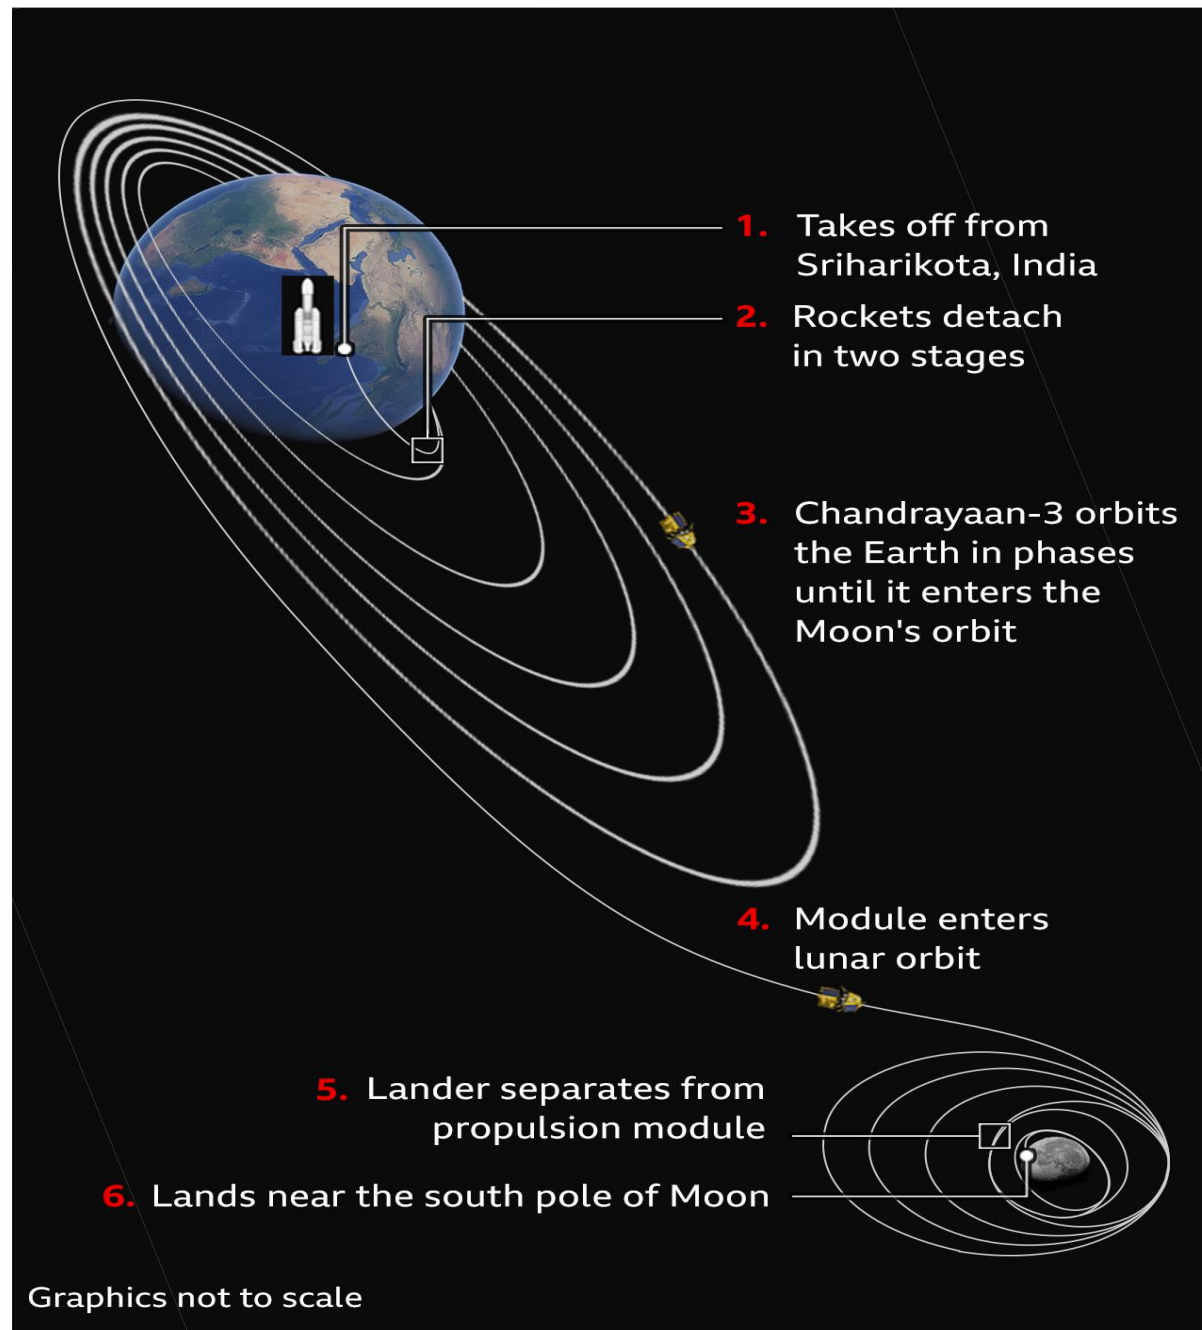 1. Takes off from
Sriharikota, India
2. Rockets detach
in two stages
3. Chandrayaan-3 orbits
the Earth in phases
until it enters the
Moon's orbit
4. Module enters
lunar orbit
5. Lander separates from
propulsion module
6. Lands near the south pole of Moon
Graphics not to scale